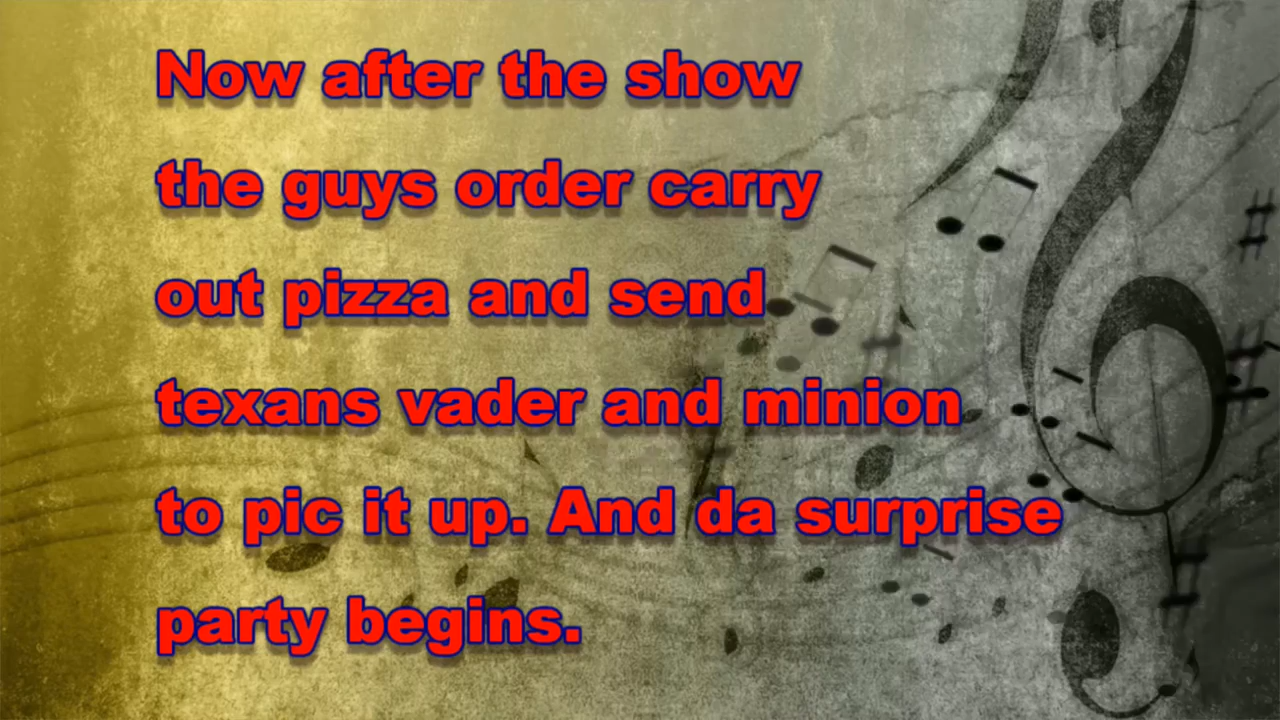 Now after the show
the guys order carry
out pizza and send
texans vader and minion
to pic it up. And da surprise
party begins.